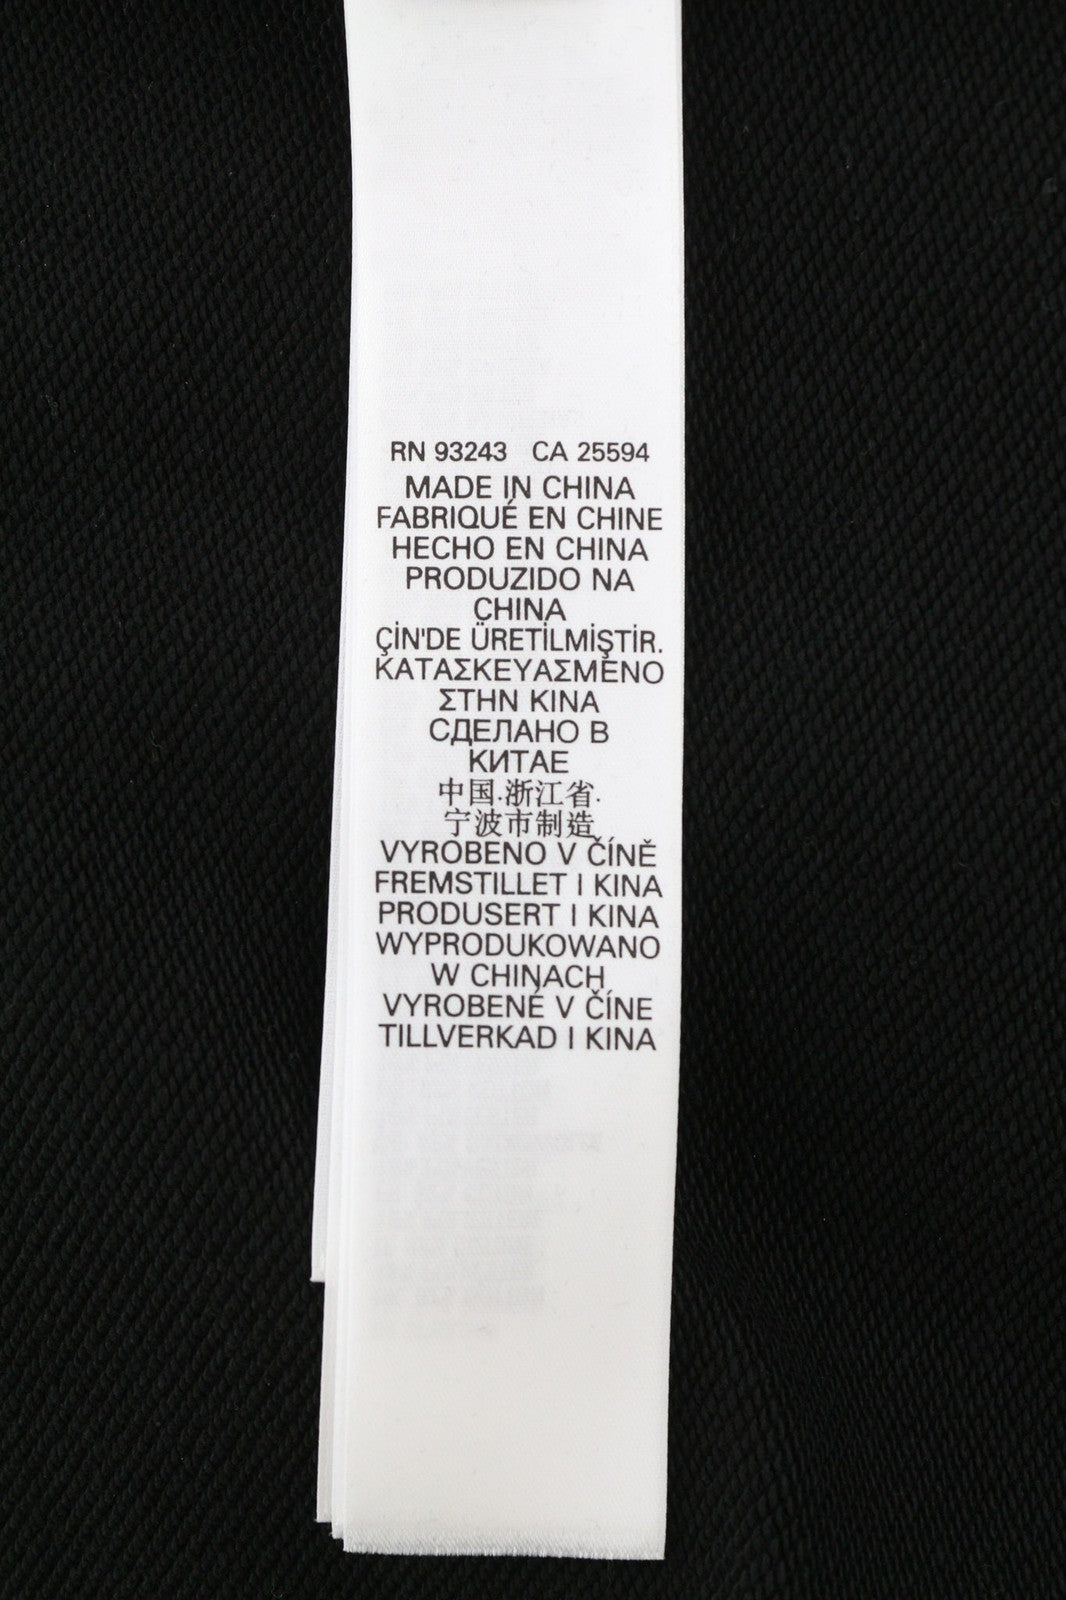 RN 93243 CA 25594
MADE IN CHINA
FABRIQUÉ EN CHINE
HECHO EN CHINA
PRODUZIDO NA
CHINA
ÇİN'DE ÜRETİLMİŞTİR.
ΚΑΤΑΣΚΕΥΑΣΜΕΝΟ
ΣΤΗΝ ΚΙΝΑ
СДЕЛАНО В
КИТАЕ
中国.浙江省.
宁波市制造
VYROBENO V ČÍNĚ
FREMSTILLET I KINA
PRODUSERT I KINA
WYPRODUKOWANO
W CHINACH
VYROBENÉ V ČÍNE
TILLVERKAD I KINA